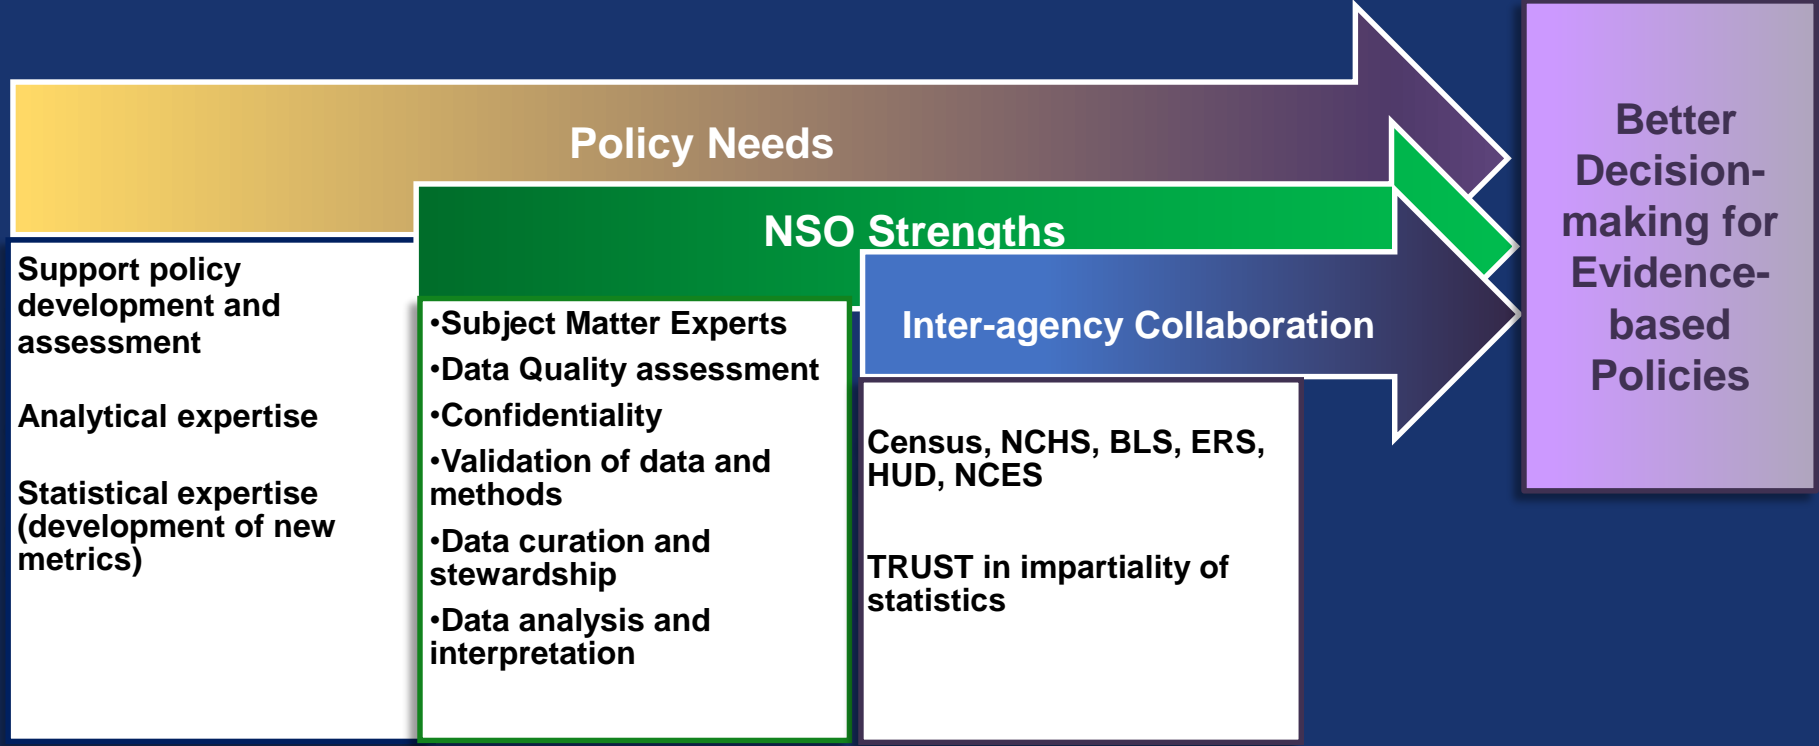 Policy Needs
NSO Strengths
Inter-agency Collaboration
Better
Decision-
making for
Evidence-
based
Policies
Support policy
development and
assessment
Analytical expertise
Statistical expertise
(development of new
metrics)
•Subject Matter Experts
•Data Quality assessment
•Confidentiality
•Validation of data and
methods
•Data curation and
stewardship
•Data analysis and
interpretation
Census, NCHS, BLS, ERS,
HUD, NCES
TRUST in impartiality of
statistics